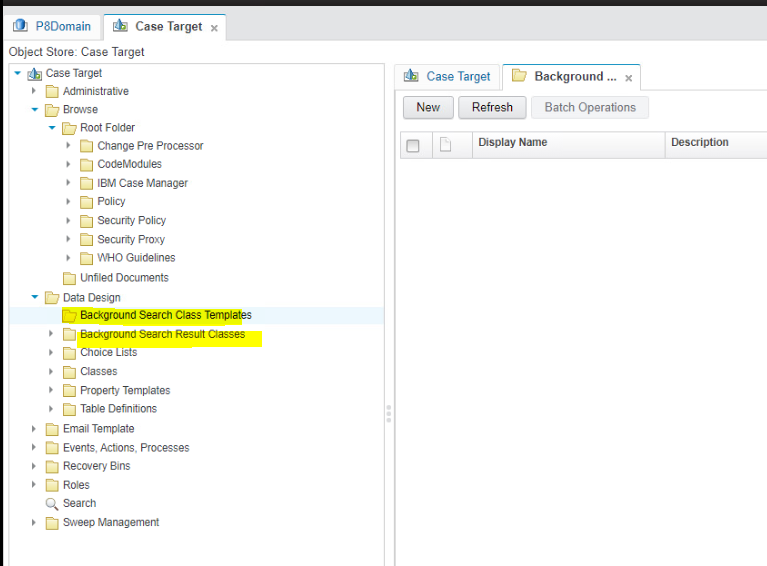 P8Domain
Case Target
Object Store: Case Target
Case Target
Administrative
Browse
Root Folder
Change Pre Processor
CodeModules
IBM Case Manager
Policy
Security Policy
Security Proxy
WHO Guidelines
Unfiled Documents
Data Design
Background Search Class Templates
Background Search Result Classes
Choice Lists
Classes
Property Templates
Table Definitions
Email Template
Events, Actions, Processes
Recovery Bins
Roles
Search
Sweep Management
Case Target
Background ...
New
Refresh
Batch Operations
Display Name
Description